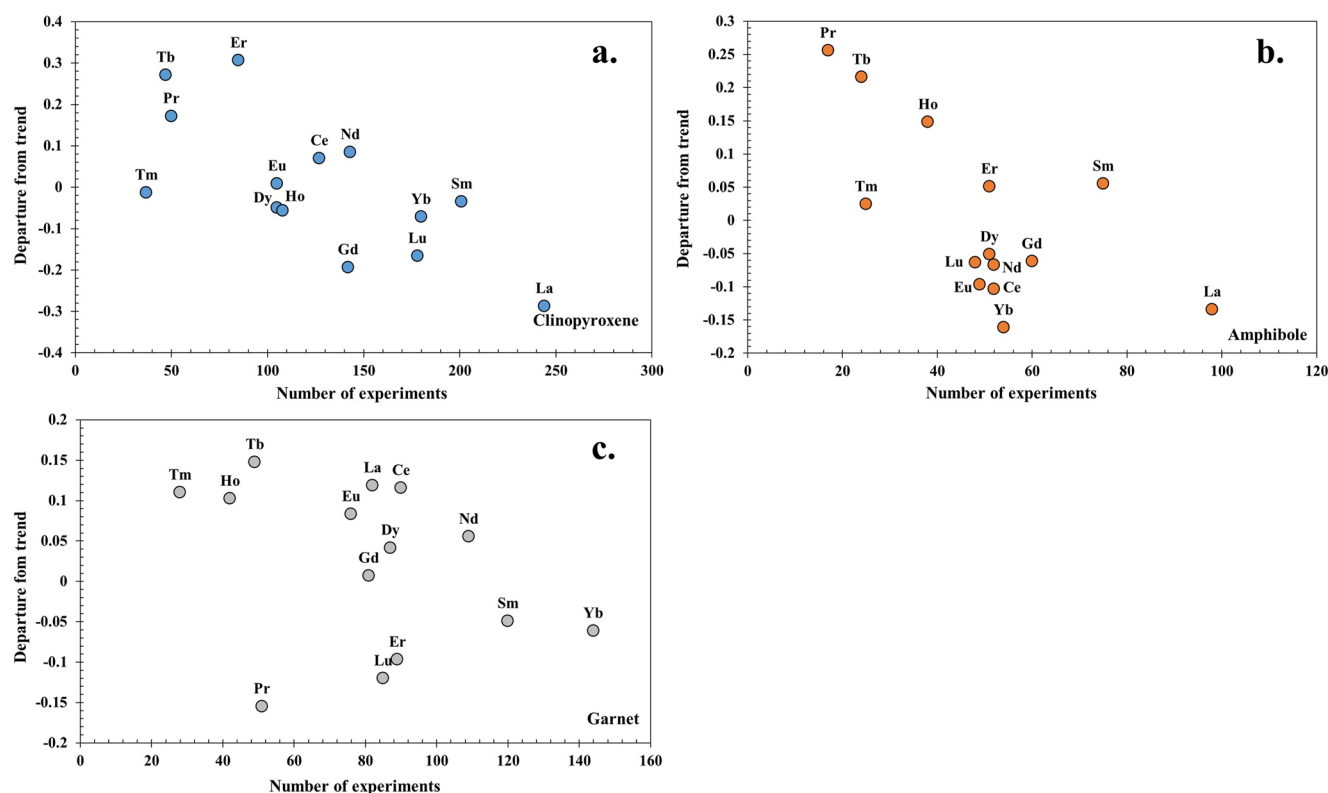 a.
Departure from trend
0.4
0.3
0.2
0.1
0
-0.1
-0.2
-0.3
-0.4
Er
Tb
Pr
Ce
Nd
Eu
Tm
Dy
Ho
Sm
Yb
Lu
Gd
La
Clinopyroxene
0
50
100
150
200
250
300
Number of experiments
b.
Departure from trend
0.3
0.25
0.2
0.15
0.1
0.05
0
-0.05
-0.1
-0.15
-0.2
Pr
Tb
Ho
Er
Sm
Tm
Dy
Gd
Lu
Nd
Eu
Ce
Yb
La
Amphibole
0
20
40
60
80
100
120
Number of experiments
c.
Departure fom trend
0.2
0.15
0.1
0.05
0
-0.05
-0.1
-0.15
-0.2
Tb
Tm
Ho
La
Ce
Eu
Nd
Dy
Gd
Sm
Yb
Er
Lu
Pr
Garnet
0
20
40
60
80
100
120
140
160
Number of experiments